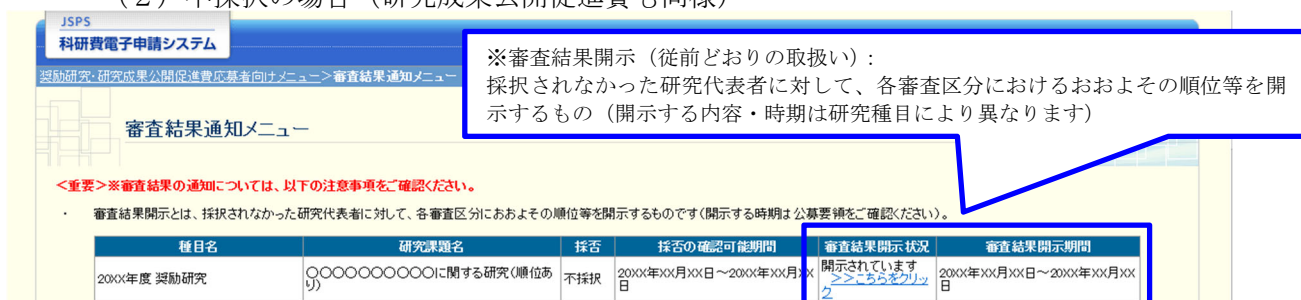 （２）不採択の場合（研究成果公開促進費も同様）
JSPS
科研費電子申請システム
※審査結果開示（従前どおりの取扱い）：
採択されなかった研究代表者に対して、各審査区分におけるおおよその順位等を開
示するもの（開示する内容・時期は研究種目により異なります）
奨励研究・研究成果公開促進費応募者向けメニュー＞審査結果通知メニュー
審査結果通知メニュー
＜重要＞※審査結果の通知については、以下の注意事項をご確認ください。
・ 審査結果開示とは、採択されなかった研究代表者に対して、各審査区分におおよその順位等を開示するものです（開示する時期は公募要領をご確認ください）。
種目名 研究課題名 採否 採否の確認可能期間 審査結果開示状況 審査結果開示期間
20XX年度 奨励研究 〇〇〇〇〇〇〇〇〇〇に関する研究（順位あ 不採択 20XX年XX月XX日～20XX年XX月XX 開示されています 20XX年XX月XX日～20XX年XX月XX
り） 日 >>こちらをクリッ 日
ク